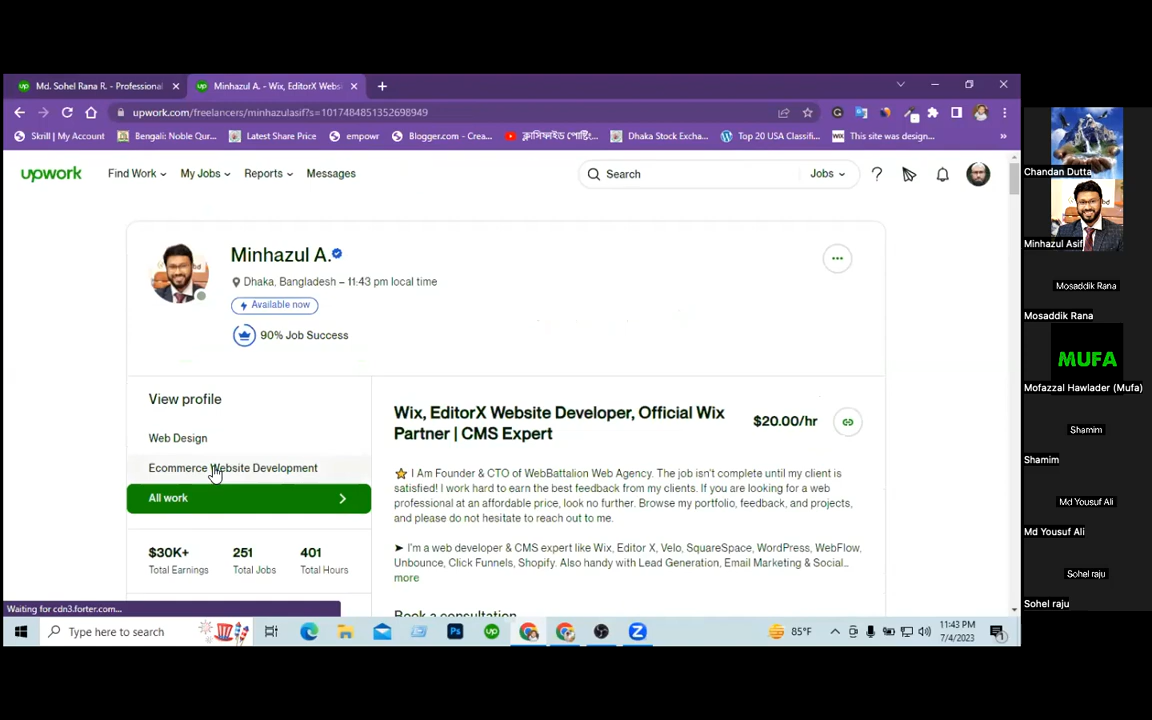 Md. Sohel Rana R. - Professional
Minhazul A. - Wix, EditorX Webs
upwork.com/freelancers/minhazulasif?s=1017484851352698949
Skrill | My Account
Bengali: Noble Qur...
Latest Share Price
empowr
Blogger.com - Crea...
ক্লাসিফাইড পোস্টিং...
Dhaka Stock Excha...
Top 20 USA Classifi...
This site was design...
»
upwork
Find Work
My Jobs
Reports
Messages
Search
Jobs
?
Minhazul A.
Dhaka, Bangladesh – 11:43 pm local time
Available now
90% Job Success
View profile
Web Design
Ecommerce Website Development
All work
$30K+
251
401
Total Earnings
Total Jobs
Total Hours
Wix, EditorX Website Developer, Official Wix
Partner | CMS Expert
$20.00/hr
I Am Founder & CTO of WebBattalion Web Agency. The job isn't complete until my client is
satisfied! I work hard to earn the best feedback from my clients. If you are looking for a web
professional at an affordable price, look no further. Browse my portfolio, feedback, and projects,
and please do not hesitate to reach out to me.
➤ I'm a web developer & CMS expert like Wix, Editor X, Velo, SquareSpace, WordPress, WebFlow,
Unbounce, Click Funnels, Shopify. Also handy with Lead Generation, Email Marketing & Social...
more
Book a consultation
Waiting for cdn3.forter.com...
Type here to search
Ps
up
85°F
11:43 PM
7/4/2023
Chandan Dutta
Minhazul Asif
Mosaddik Rana
Mosaddik Rana
MUFA
Mofazzal Hawlader (Mufa)
Shamim
Shamim
Md Yousuf Ali
Md Yousuf Ali
Sohel raju
Sohel raju